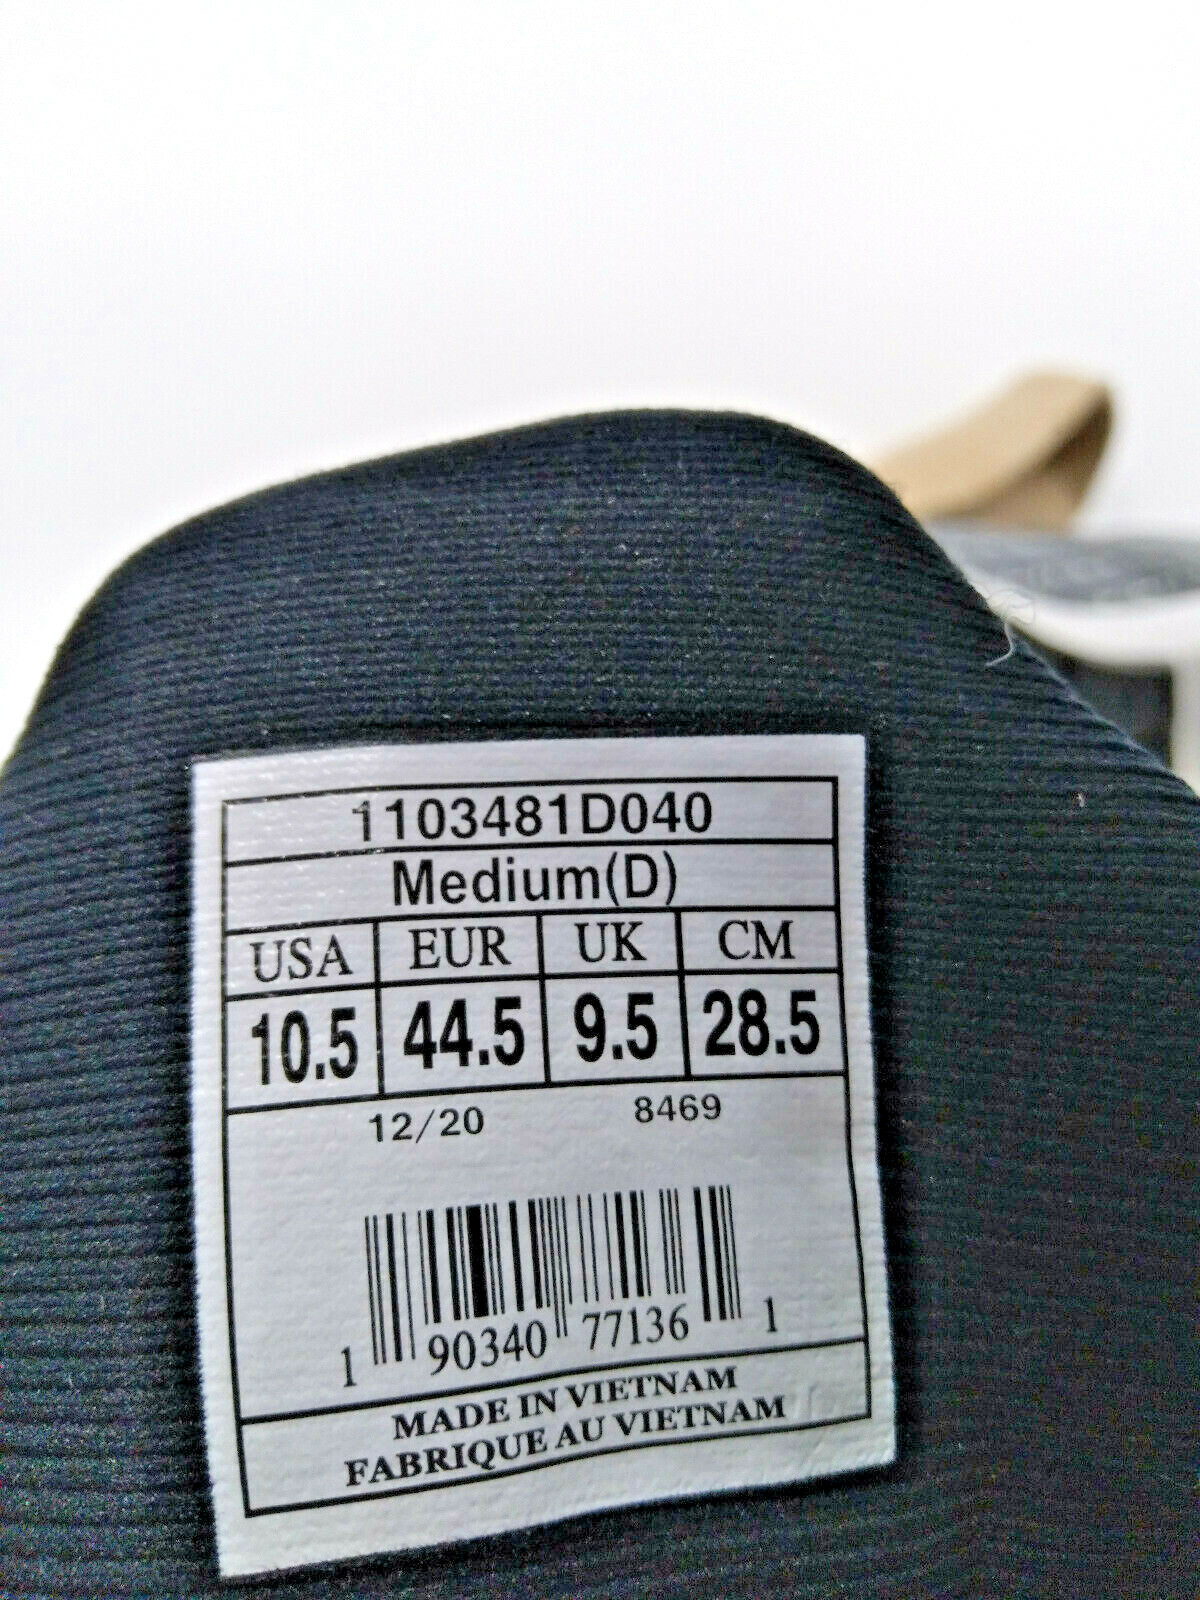 1103481D040
Medium(D)
USA EUR UK CM
10.5 44.5 9.5 28.5
12/20 8469
1 90340 77136 1
MADE IN VIETNAM
FABRIQUE AU VIETNAM